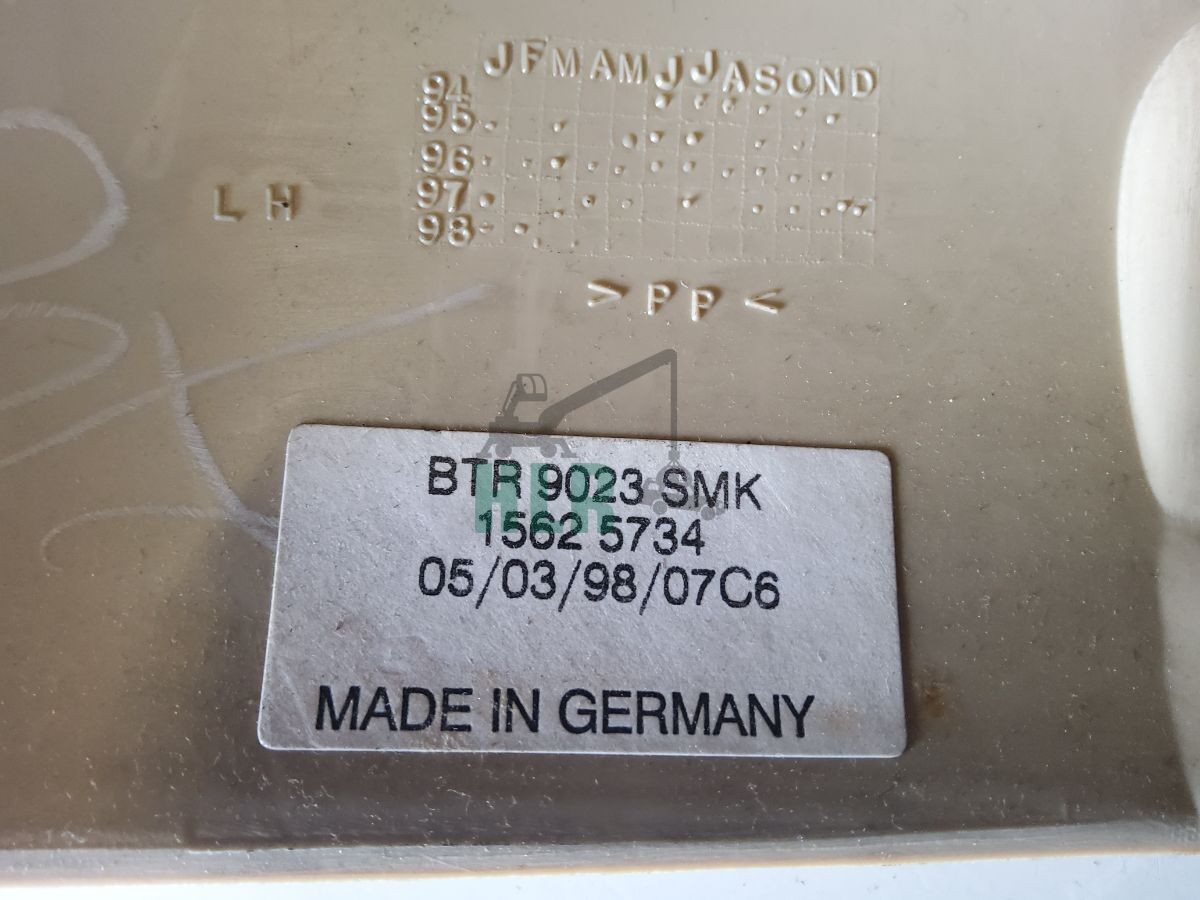 JFMAMJJASOND
94
95
96
97
98
L H
> PP <
BTR 9023 SMK
1562 5734
05/03/98/07C6
MADE IN GERMANY